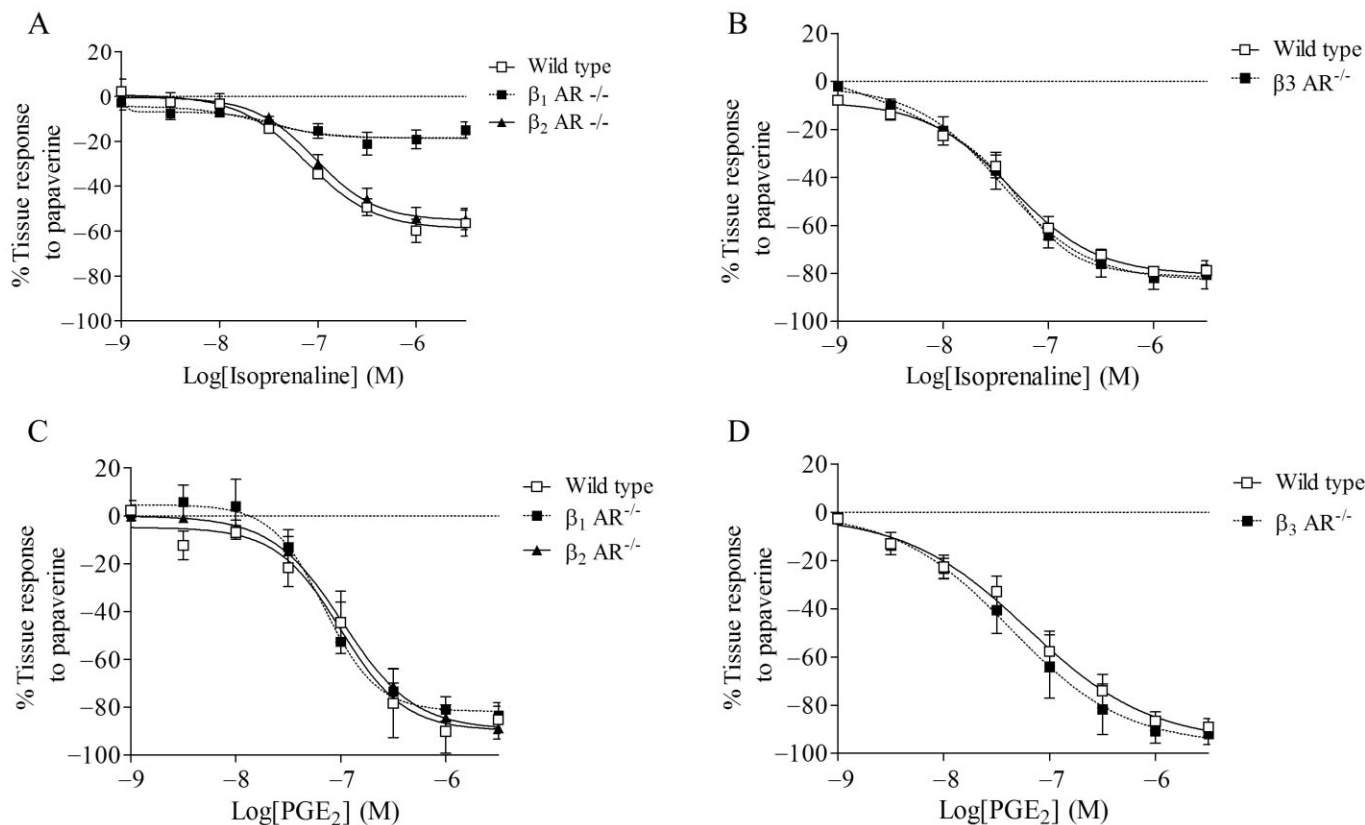 A
20
0
−20
−40
−60
−80
−100
% Tissue response
to papaverine
−9
−8
−7
−6
Log[Isoprenaline] (M)
Wild type
β₁ AR -/-
β₂ AR -/-
B
20
0
−20
−40
−60
−80
−100
% Tissue response
to papaverine
−9
−8
−7
−6
Log[Isoprenaline] (M)
Wild type
β3 AR⁻/⁻
C
20
0
−20
−40
−60
−80
−100
% Tissue response
to papaverine
−9
−8
−7
−6
Log[PGE₂] (M)
Wild type
β₁ AR⁻/⁻
β₂ AR⁻/⁻
D
20
0
−20
−40
−60
−80
−100
% Tissue response
to papaverine
−9
−8
−7
−6
Log[PGE₂] (M)
Wild type
β₃ AR⁻/⁻